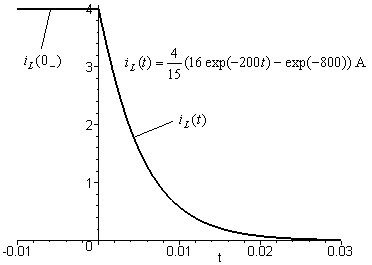 4
i_L(0_)
i_L(t) = 4/15 (16 exp(−200t) − exp(−800)) A
3
2
i_L(t)
1
-0.01 0 0.01 0.02 0.03
t